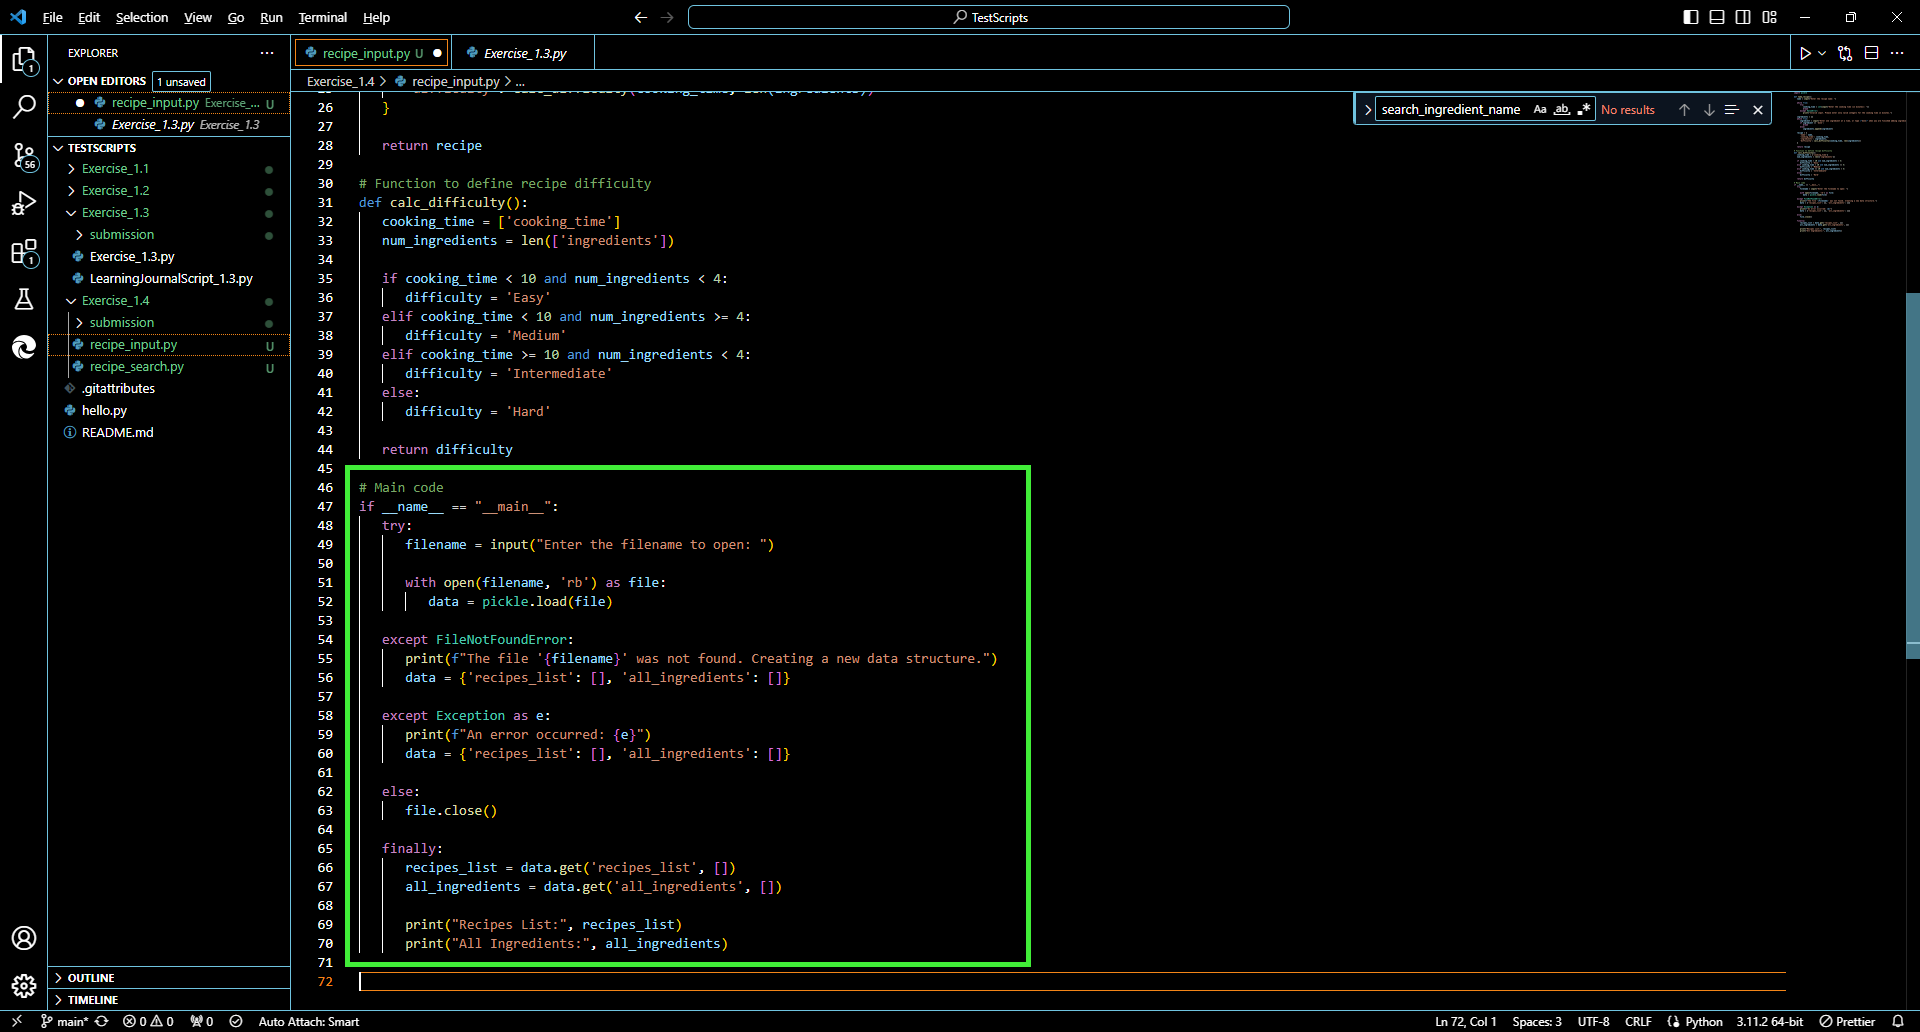 File Edit Selection View Go Run Terminal Help
TestScripts
EXPLORER
recipe_input.py U
Exercise_1.3.py
OPEN EDITORS 1 unsaved
recipe_input.py Exercise_... U
Exercise_1.3.py Exercise_1.3
TESTSCRIPTS
Exercise_1.1
Exercise_1.2
Exercise_1.3
submission
Exercise_1.3.py
LearningJournalScript_1.3.py
Exercise_1.4
submission
recipe_input.py U
recipe_search.py U
.gitattributes
hello.py
README.md
OUTLINE
TIMELINE
1
56
1
Exercise_1.4 > recipe_input.py > ...
search_ingredient_name Aa ab .* No results
26 }
27
28 return recipe
29
30 # Function to define recipe difficulty
31 def calc_difficulty():
32 cooking_time = ['cooking_time']
33 num_ingredients = len(['ingredients'])
34
35 if cooking_time < 10 and num_ingredients < 4:
36 difficulty = 'Easy'
37 elif cooking_time < 10 and num_ingredients >= 4:
38 difficulty = 'Medium'
39 elif cooking_time >= 10 and num_ingredients < 4:
40 difficulty = 'Intermediate'
41 else:
42 difficulty = 'Hard'
43
44 return difficulty
45
46 # Main code
47 if __name__ == "__main__":
48 try:
49 filename = input("Enter the filename to open: ")
50
51 with open(filename, 'rb') as file:
52 data = pickle.load(file)
53
54 except FileNotFoundError:
55 print(f"The file '{filename}' was not found. Creating a new data structure.")
56 data = {'recipes_list': [], 'all_ingredients': []}
57
58 except Exception as e:
59 print(f"An error occurred: {e}")
60 data = {'recipes_list': [], 'all_ingredients': []}
61
62 else:
63 file.close()
64
65 finally:
66 recipes_list = data.get('recipes_list', [])
67 all_ingredients = data.get('all_ingredients', [])
68
69 print("Recipes List:", recipes_list)
70 print("All Ingredients:", all_ingredients)
71
72
main* 0 0 0 Auto Attach: Smart
Ln 72, Col 1 Spaces: 3 UTF-8 CRLF Python 3.11.2 64-bit Prettier